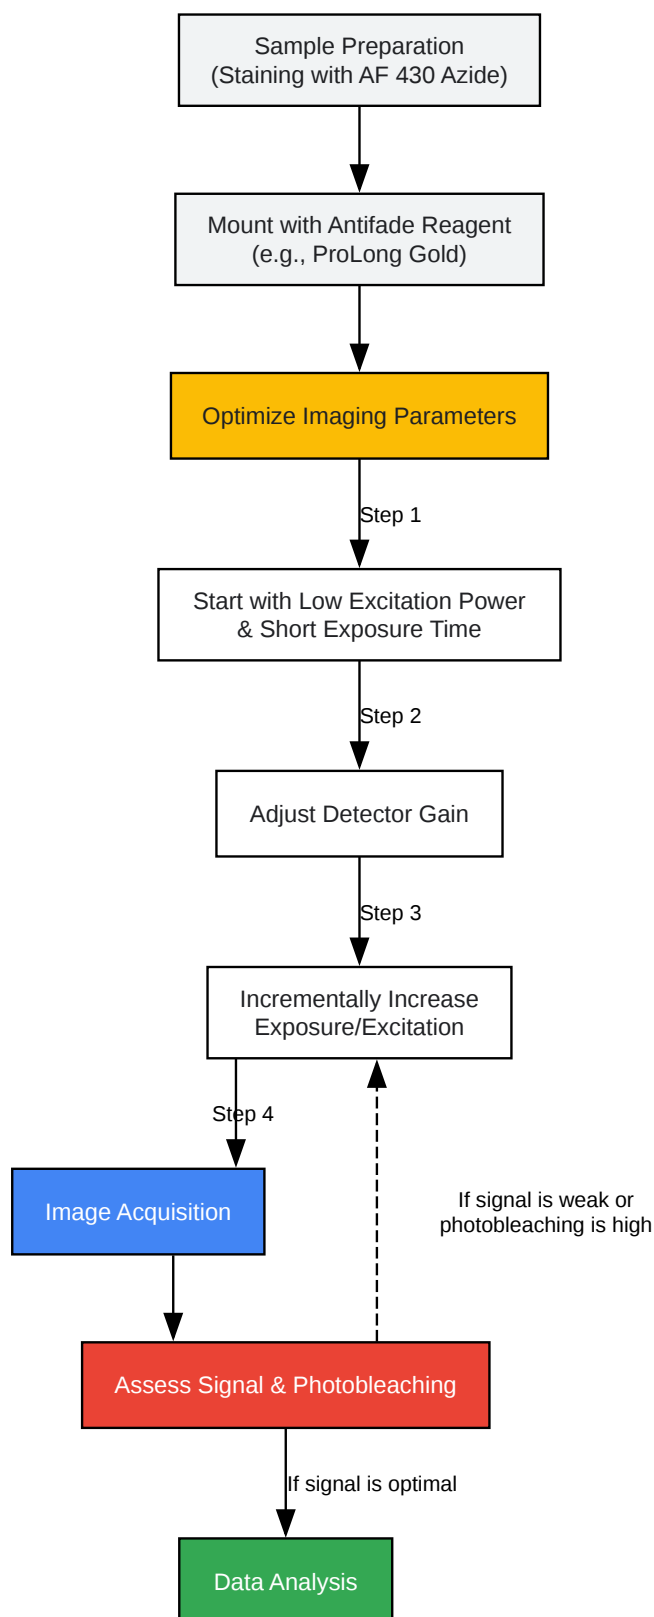 Sample Preparation
(Staining with AF 430 Azide)
Mount with Antifade Reagent
(e.g., ProLong Gold)
Optimize Imaging Parameters
Step 1
Start with Low Excitation Power
& Short Exposure Time
Step 2
Adjust Detector Gain
Step 3
Incrementally Increase
Exposure/Excitation
Step 4
Image Acquisition
If signal is weak or
photobleaching is high
Assess Signal & Photobleaching
If signal is optimal
Data Analysis